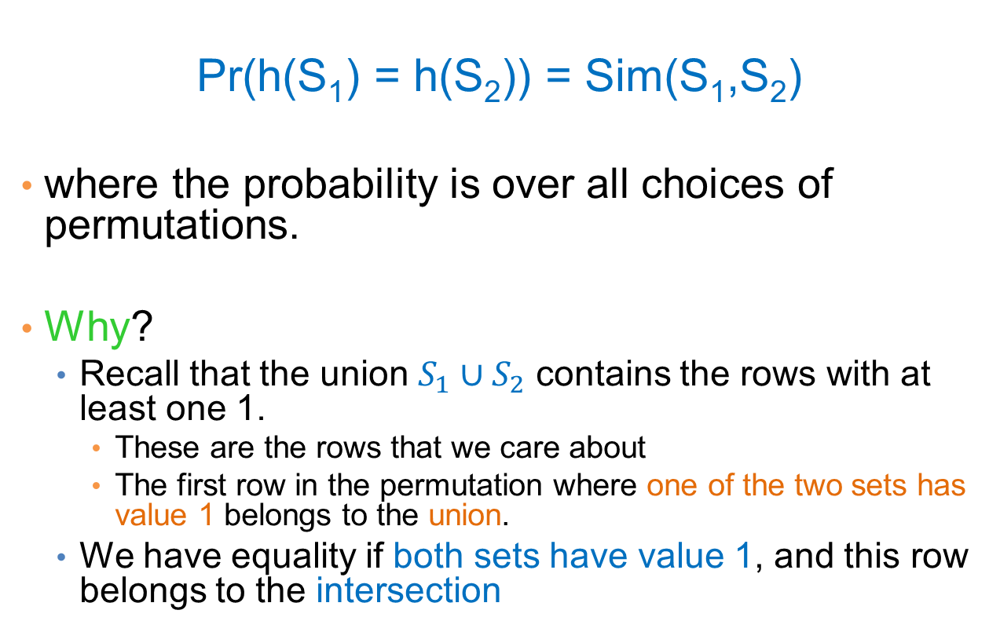 Pr(h(S₁) = h(S₂)) = Sim(S₁,S₂)
• where the probability is over all choices of
permutations.
• Why?
• Recall that the union 𝑆₁ ∪ 𝑆₂ contains the rows with at
least one 1.
• These are the rows that we care about
• The first row in the permutation where one of the two sets has
value 1 belongs to the union.
• We have equality if both sets have value 1, and this row
belongs to the intersection